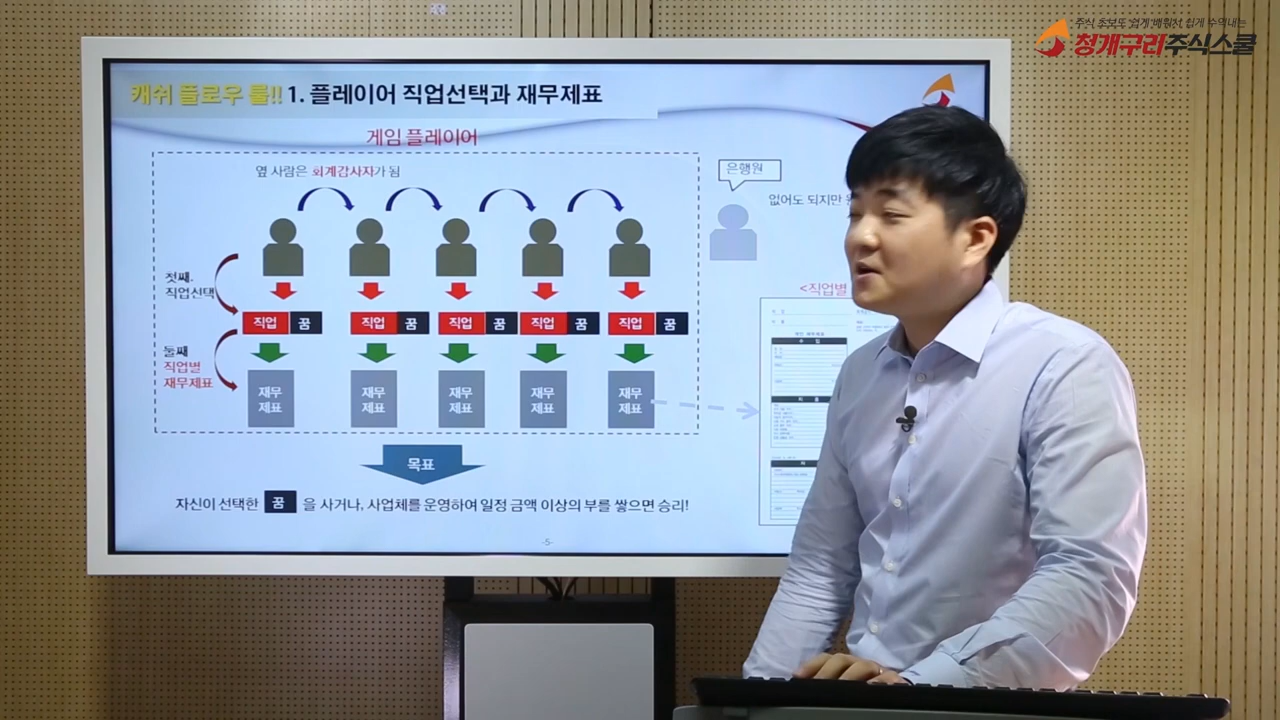 주식 초보도 쉽게 배워서 쉽게 수익내는
청개구리주식스쿨
캐쉬 플로우 룰!! 1. 플레이어 직업선택과 재무제표
게임 플레이어
옆 사람은 회계감사자가 됨
은행원
없어도 되지만
첫째.
직업선택
직업 꿈 직업 꿈 직업 꿈 직업 꿈 직업 꿈
<직업별
둘째
직업별
재무제표
재무 재무 재무 재무 재무
제표 제표 제표 제표 제표
목표
자신이 선택한 꿈 을 사거나, 사업체를 운영하여 일정 금액 이상의 부를 쌓으면 승리!
-5-